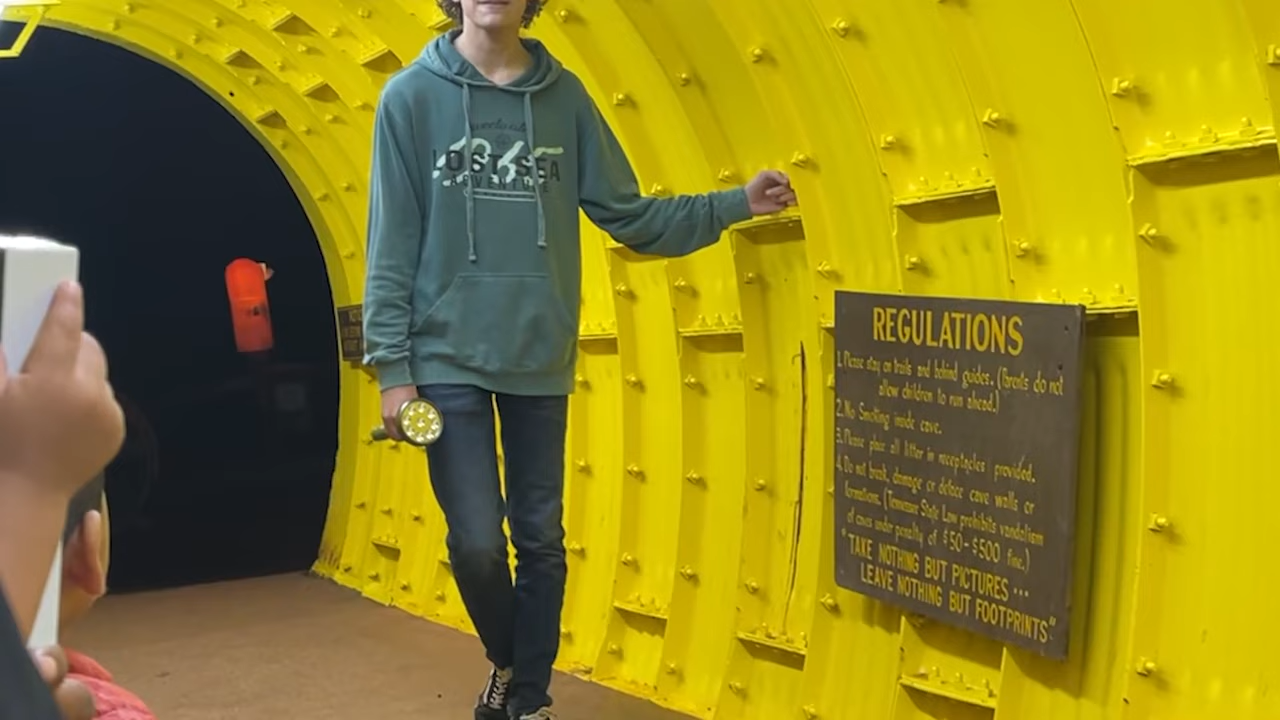 1965
LOST SEA
ADVENTURE
REGULATIONS
1. Please stay on trails and behind guides. (Parents do not
allow children to run ahead.)
2. No Smoking inside cave.
3. Please place all litter in receptacles provided.
4. Do not break, damage or deface cave walls or
formations. (Tennessee State Law prohibits vandalism
of caves under penalty of $50-$500 fine.)
"TAKE NOTHING BUT PICTURES...
LEAVE NOTHING BUT FOOTPRINTS"